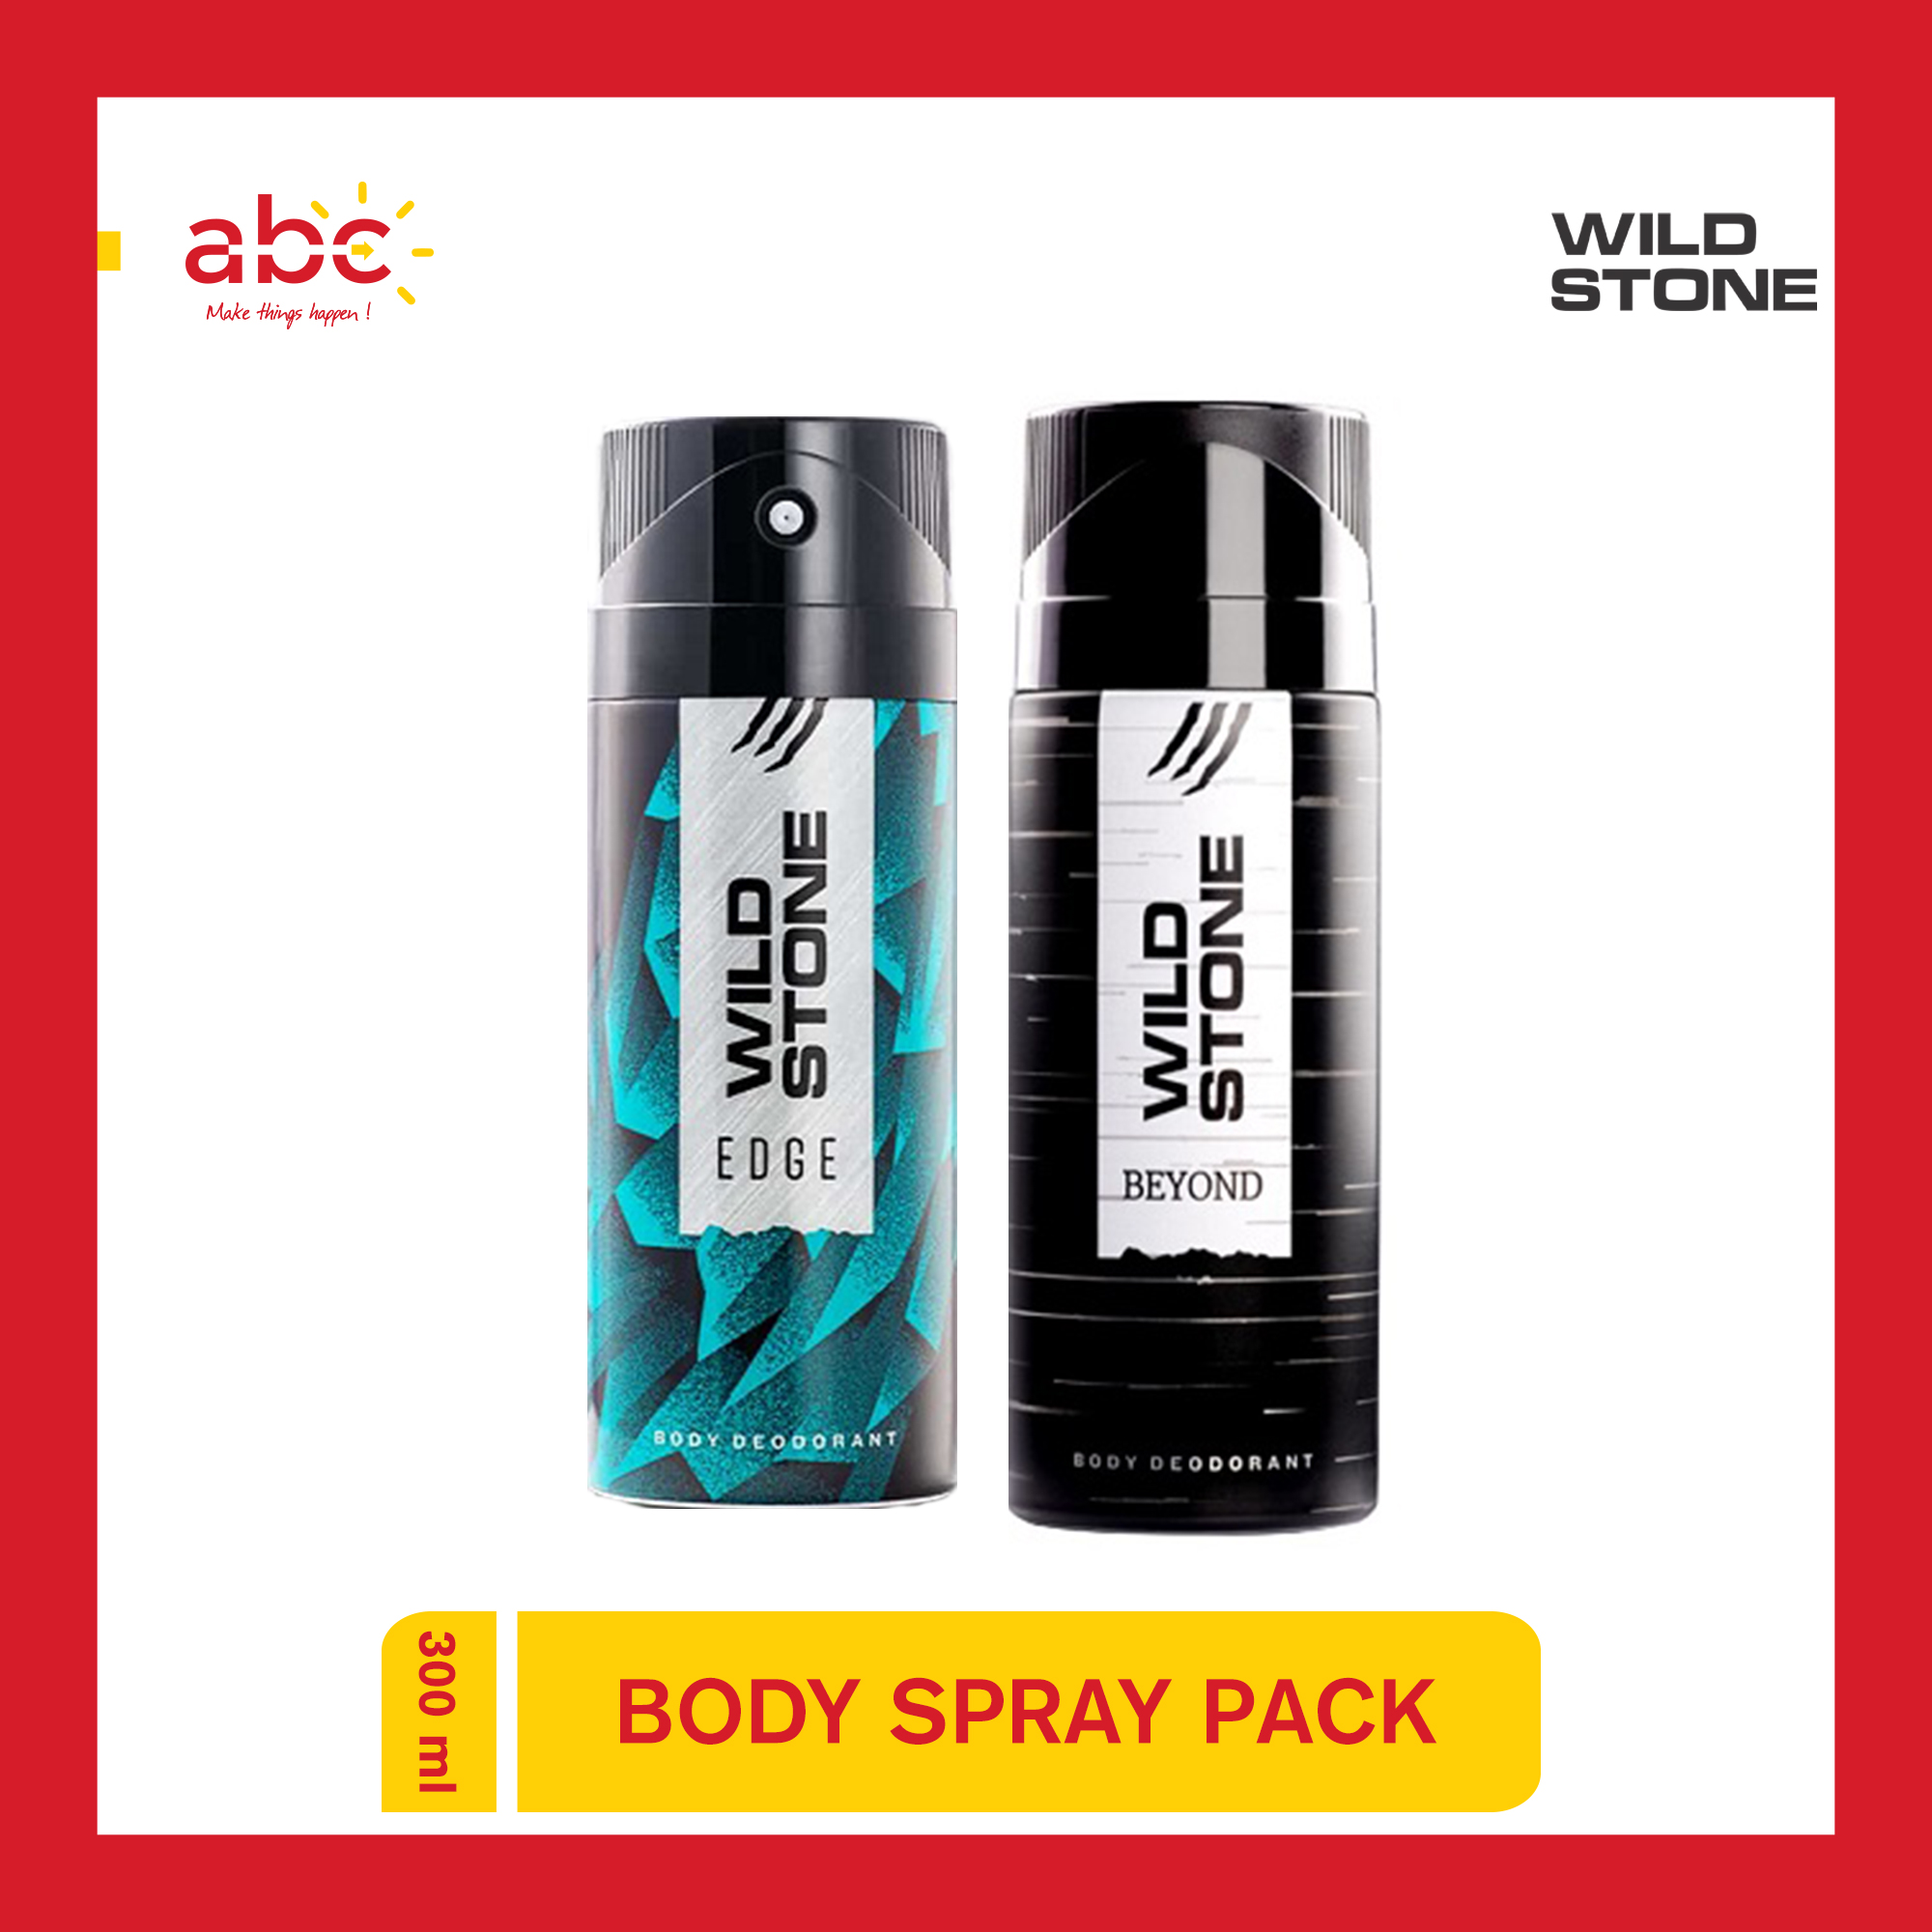 abc
Make things happen !
WILD
STONE
WILD
STONE
EDGE
BODY DEODORANT
WILD
STONE
BEYOND
BODY DEODORANT
300 ml
BODY SPRAY PACK